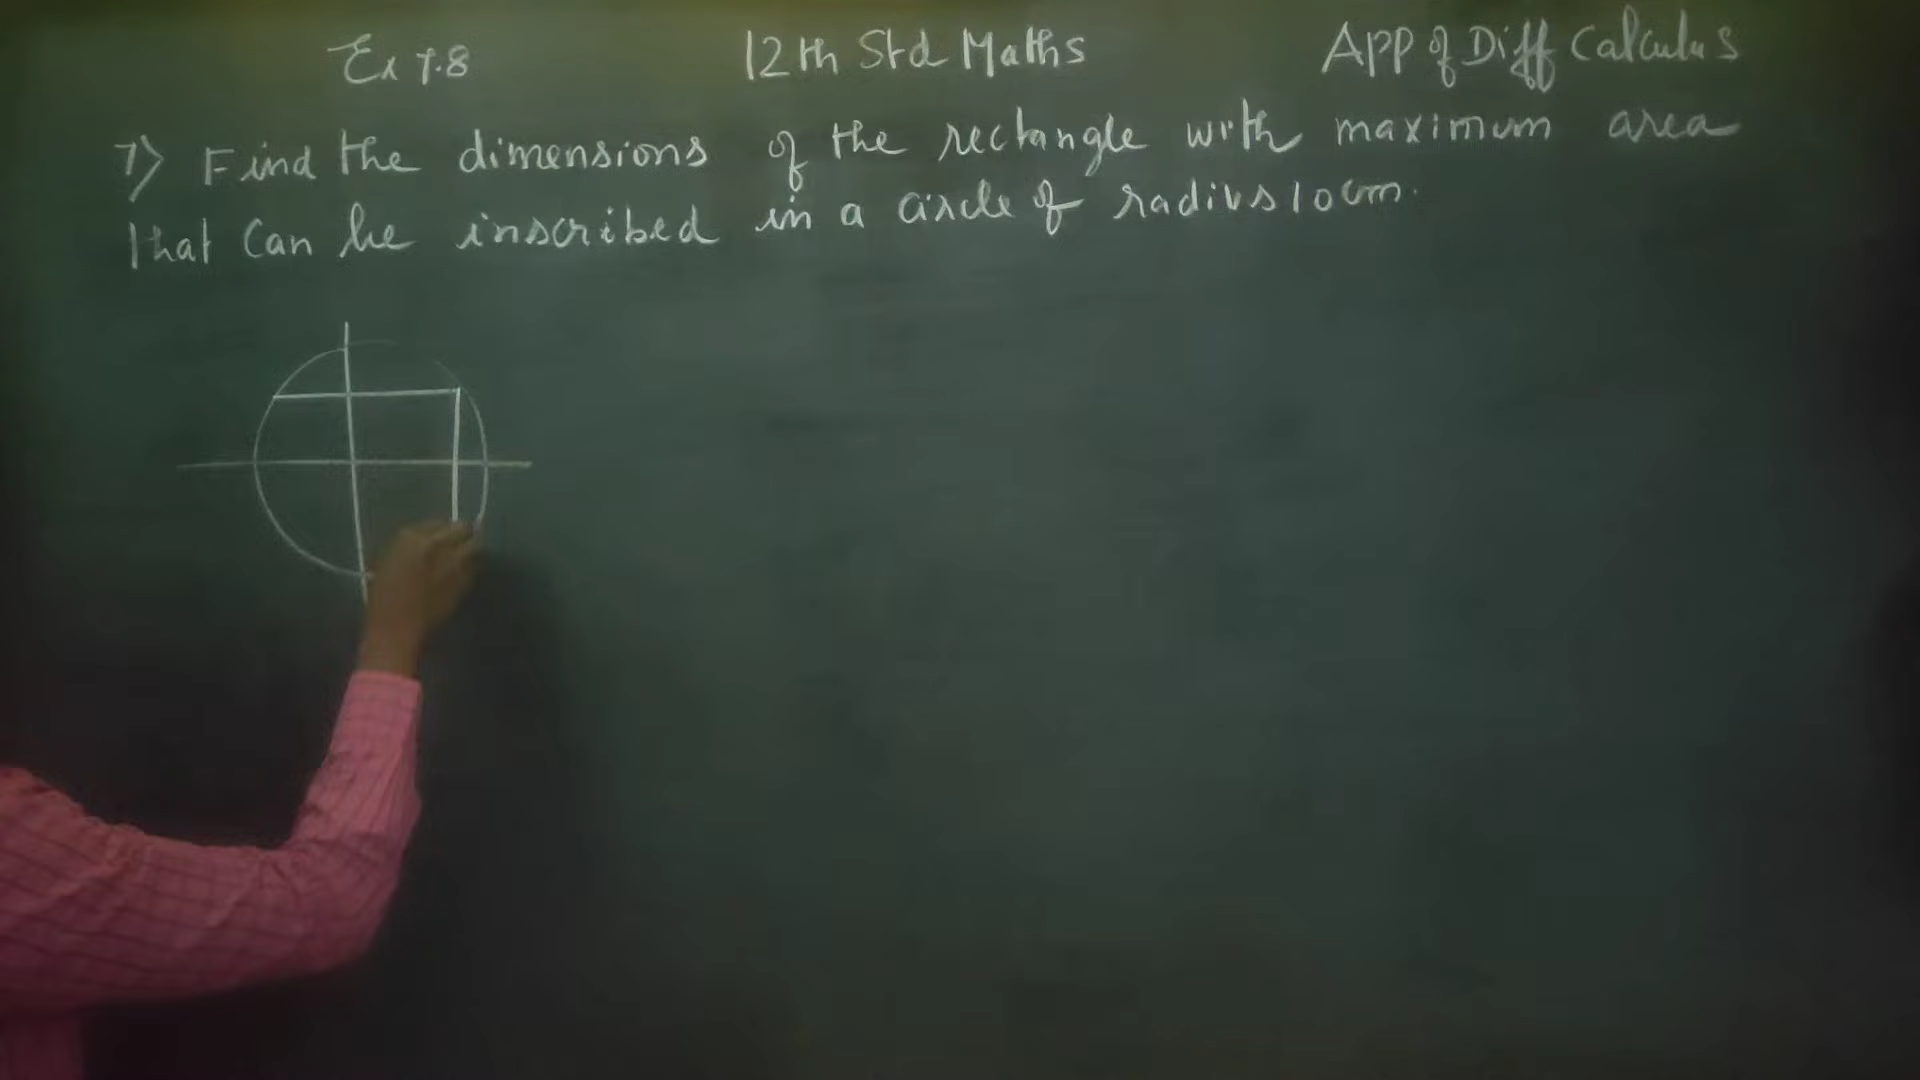 Ex 7.8 12th Std Maths App of Diff Calculus
7) Find the dimensions of the rectangle with maximum area
that can be inscribed in a circle of radius 10cm.